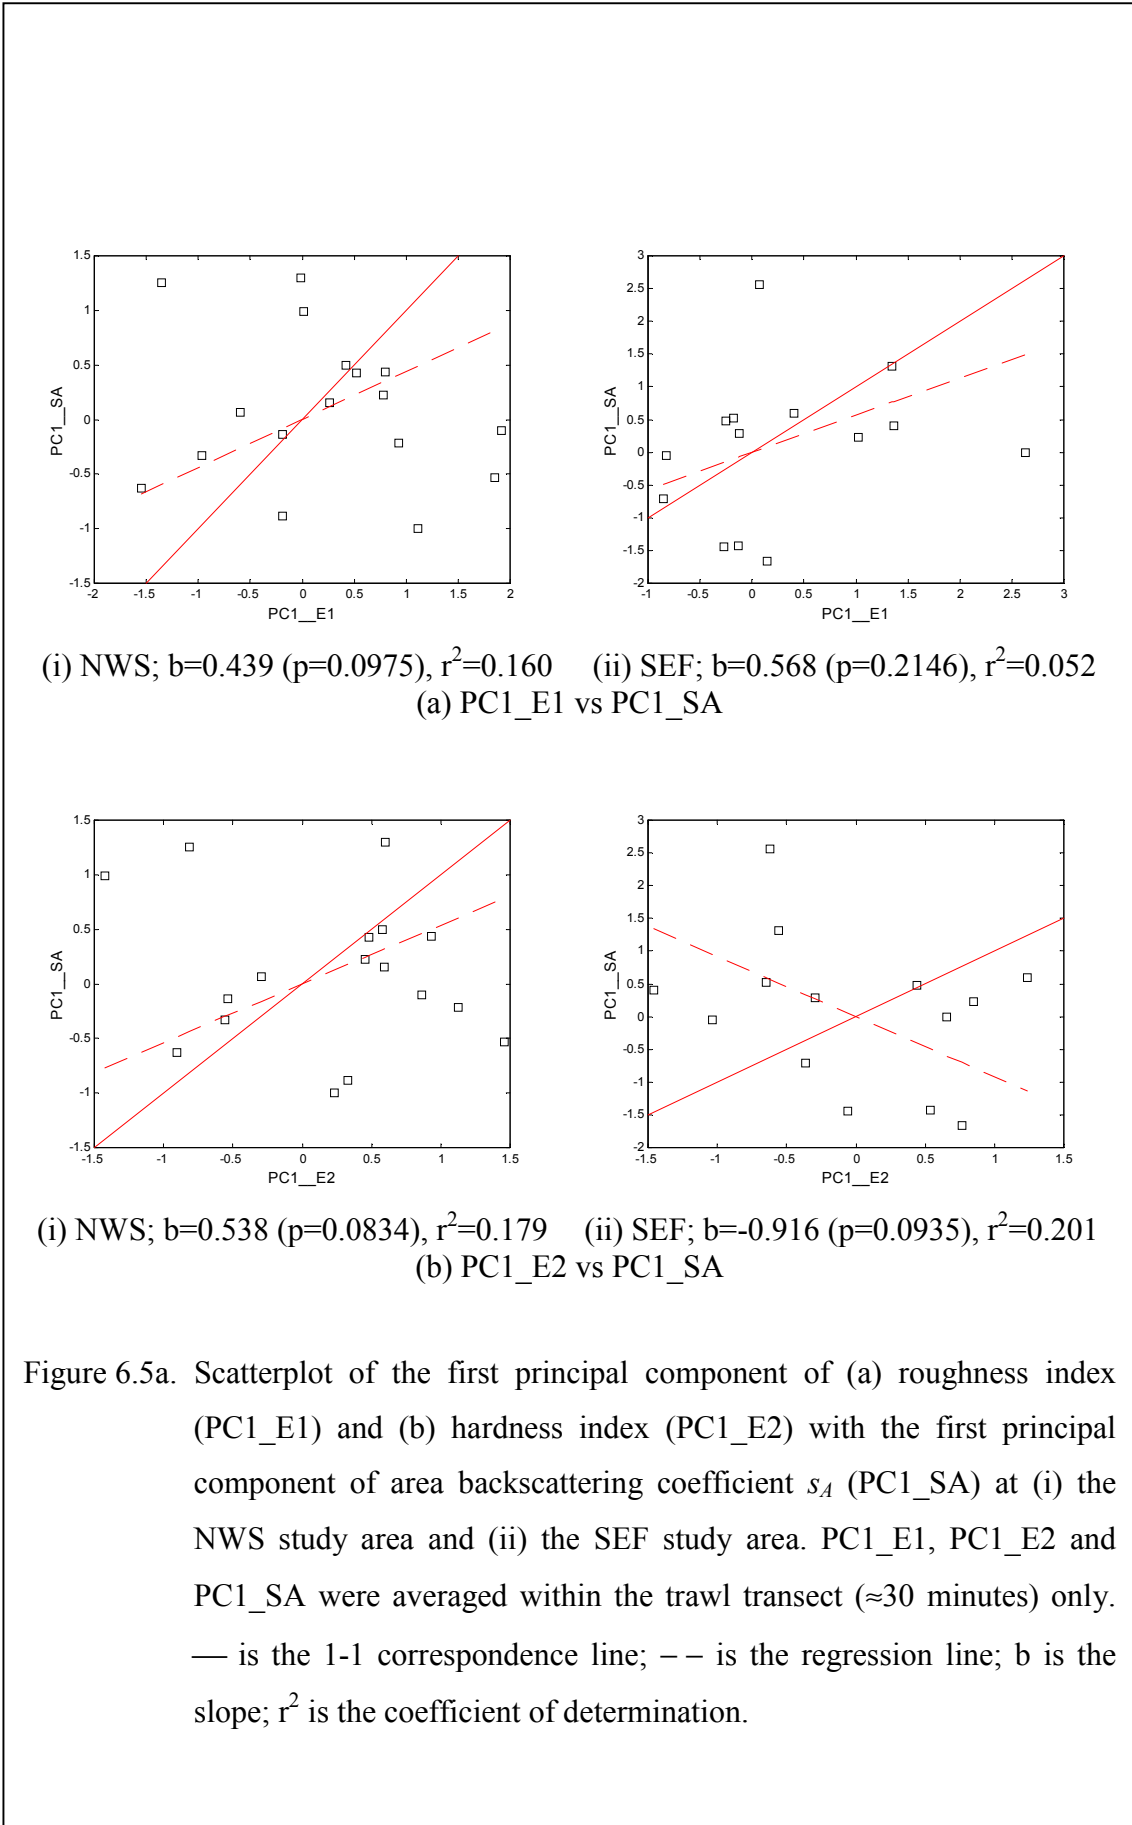 1.5
1
0.5
0
-0.5
-1
-1.5
PC1__SA
-2 -1.5 -1 -0.5 0 0.5 1 1.5 2
PC1__E1
3
2.5
2
1.5
1
0.5
0
-0.5
-1
-1.5
-2
PC1__SA
-1 -0.5 0 0.5 1 1.5 2 2.5 3
PC1__E1
(i) NWS; b=0.439 (p=0.0975), r²=0.160 (ii) SEF; b=0.568 (p=0.2146), r²=0.052
(a) PC1_E1 vs PC1_SA
1.5
1
0.5
0
-0.5
-1
-1.5
PC1__SA
-1.5 -1 -0.5 0 0.5 1 1.5
PC1__E2
3
2.5
2
1.5
1
0.5
0
-0.5
-1
-1.5
-2
PC1__SA
-1.5 -1 -0.5 0 0.5 1 1.5
PC1__E2
(i) NWS; b=0.538 (p=0.0834), r²=0.179 (ii) SEF; b=-0.916 (p=0.0935), r²=0.201
(b) PC1_E2 vs PC1_SA
Figure 6.5a. Scatterplot of the first principal component of (a) roughness index
(PC1_E1) and (b) hardness index (PC1_E2) with the first principal
component of area backscattering coefficient s_A (PC1_SA) at (i) the
NWS study area and (ii) the SEF study area. PC1_E1, PC1_E2 and
PC1_SA were averaged within the trawl transect (≈30 minutes) only.
— is the 1-1 correspondence line; – – is the regression line; b is the
slope; r² is the coefficient of determination.